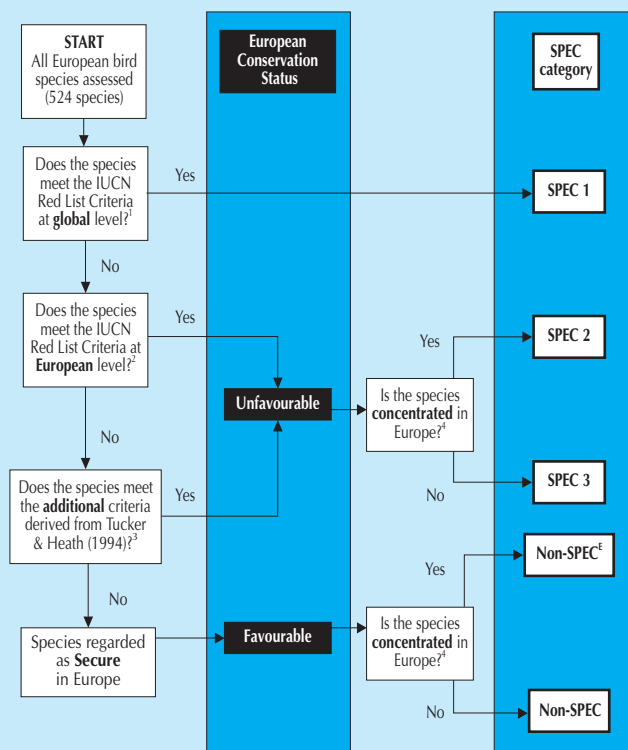 START
All European bird
species assessed
(524 species)
European
Conservation
Status
SPEC
category
Does the species
meet the IUCN
Red List Criteria
at global level?¹
Yes
SPEC 1
No
Does the species
meet the IUCN
Red List Criteria at
European level?²
Yes
Unfavourable
Is the species
concentrated in
Europe?⁴
Yes
SPEC 2
No
SPEC 3
No
Does the species meet
the additional criteria
derived from Tucker
& Heath (1994)?³
Yes
No
Species regarded
as Secure
in Europe
Favourable
Is the species
concentrated in
Europe?⁴
Yes
Non-SPECᴱ
No
Non-SPEC